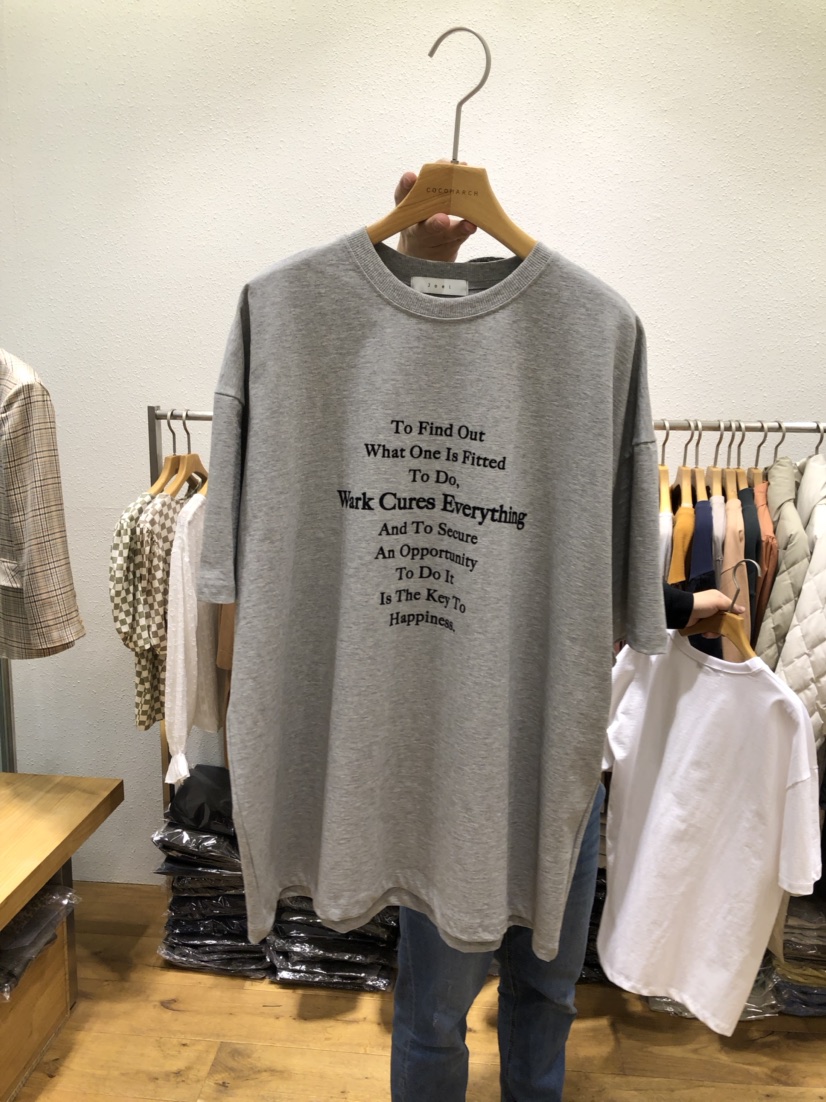 COCOMARCH
To Find Out
What One Is Fitted
To Do,
Wark Cures Everything
And To Secure
An Opportunity
To Do It
Is The Key To
Happiness.